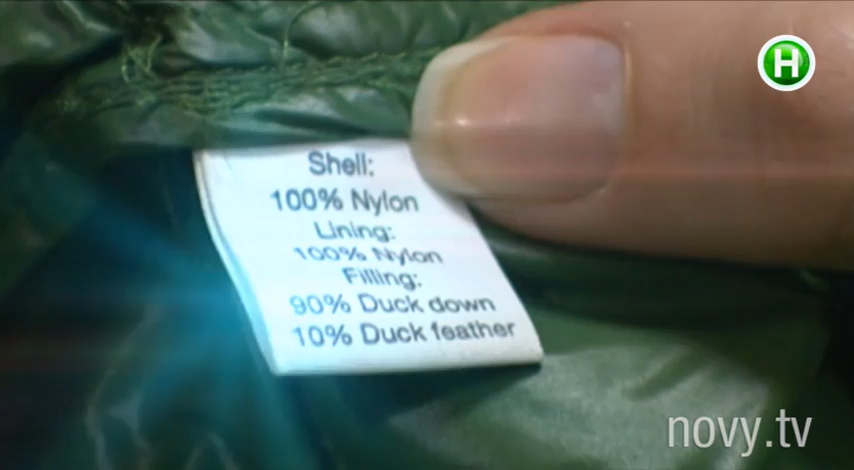 H
Shell:
100% Nylon
Lining:
100% Nylon
Filling:
90% Duck down
10% Duck feather
novy.tv